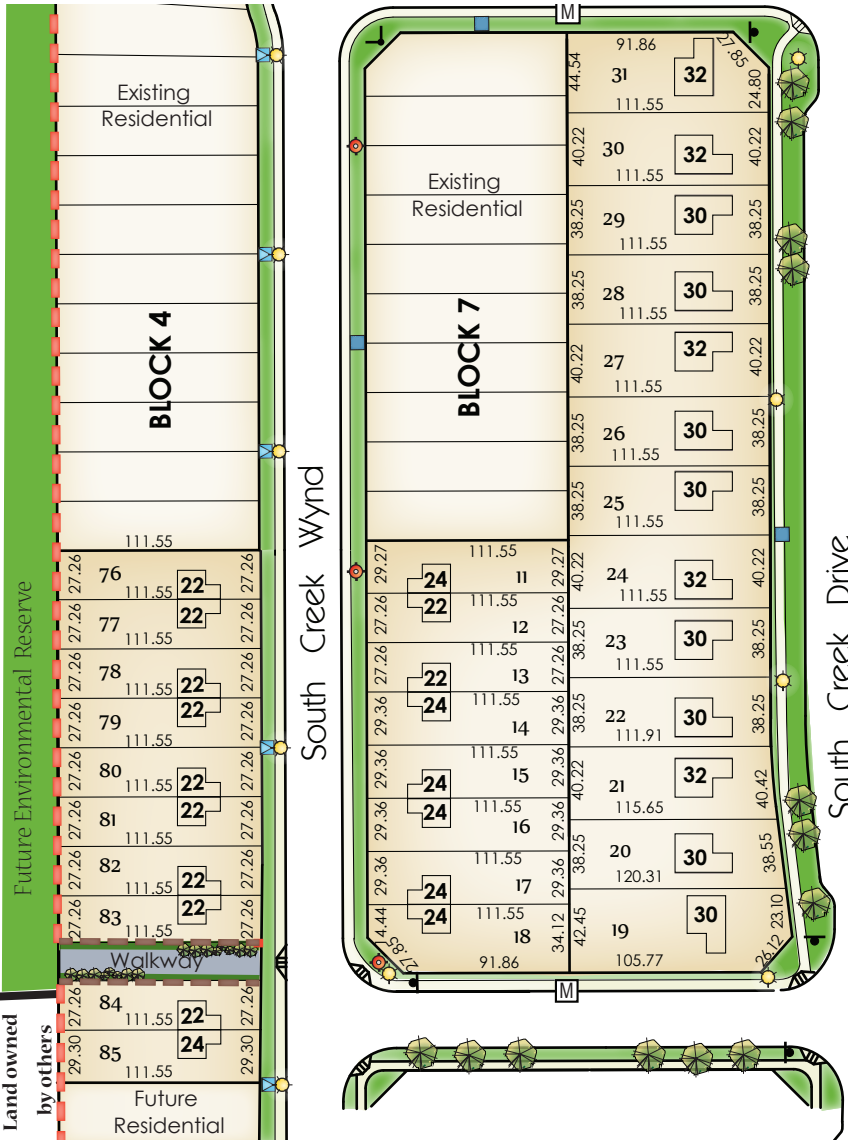 M
Existing
Residential
BLOCK 4
111.55
27.26 76 22 27.26
111.55
27.26 77 22 27.26
111.55
27.26 78 22 27.26
111.55
27.26 79 22 27.26
111.55
27.26 80 22 27.26
111.55
27.26 81 22 27.26
111.55
27.26 82 22 27.26
111.55
27.26 83 22 27.26
111.55
Walkway
27.26 84 22 27.26
111.55
29.30 85 24 29.30
111.55
Future
Residential
Future Environmental Reserve
Land owned
by others
South Creek Wynd
Existing
Residential
BLOCK 7
111.55
29.27 24 11 29.27
111.55
27.26 22 12 27.26
111.55
27.26 22 13 27.26
111.55
29.36 24 14 29.36
111.55
29.36 24 15 29.36
111.55
29.36 24 16 29.36
111.55
29.36 24 17 29.36
111.55
4.44 24 18 34.12
27.85
91.86
91.86
27.85
44.54 31 32 24.80
111.55
40.22 30 32 40.22
111.55
38.25 29 30 38.25
111.55
38.25 28 30 38.25
111.55
40.22 27 32 40.22
111.55
38.25 26 30 38.25
111.55
38.25 25 30 38.25
111.55
40.22 24 32 40.22
111.55
38.25 23 30 38.25
111.55
38.25 22 30 38.25
111.91
40.22 21 32 40.42
115.65
38.25 20 30 38.55
120.31
42.45 19 30 23.10
105.77
26.12
M
South Creek Drive